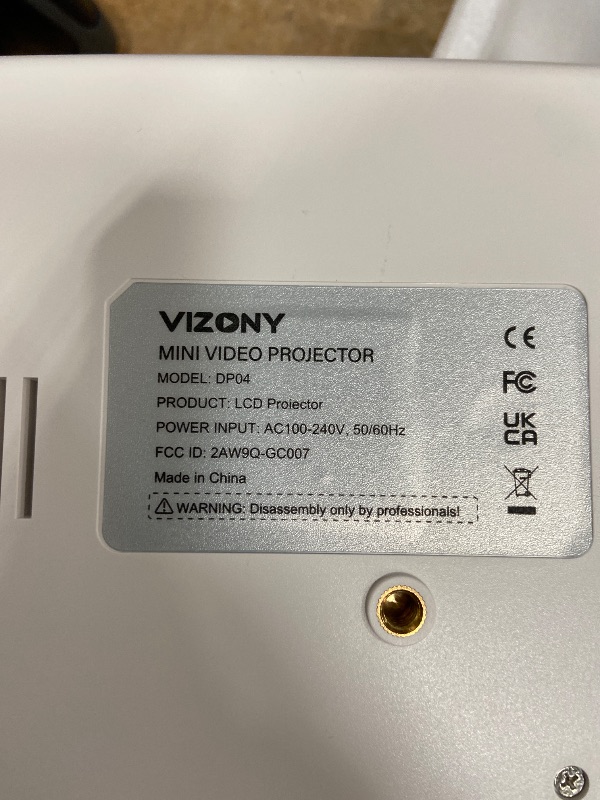 VIZONY
MINI VIDEO PROJECTOR
MODEL: DP04
PRODUCT: LCD Projector
POWER INPUT: AC100-240V, 50/60Hz
FCC ID: 2AW9Q-GC007
Made in China
WARNING: Disassembly only by professionals!
CE
FC
UK
CA